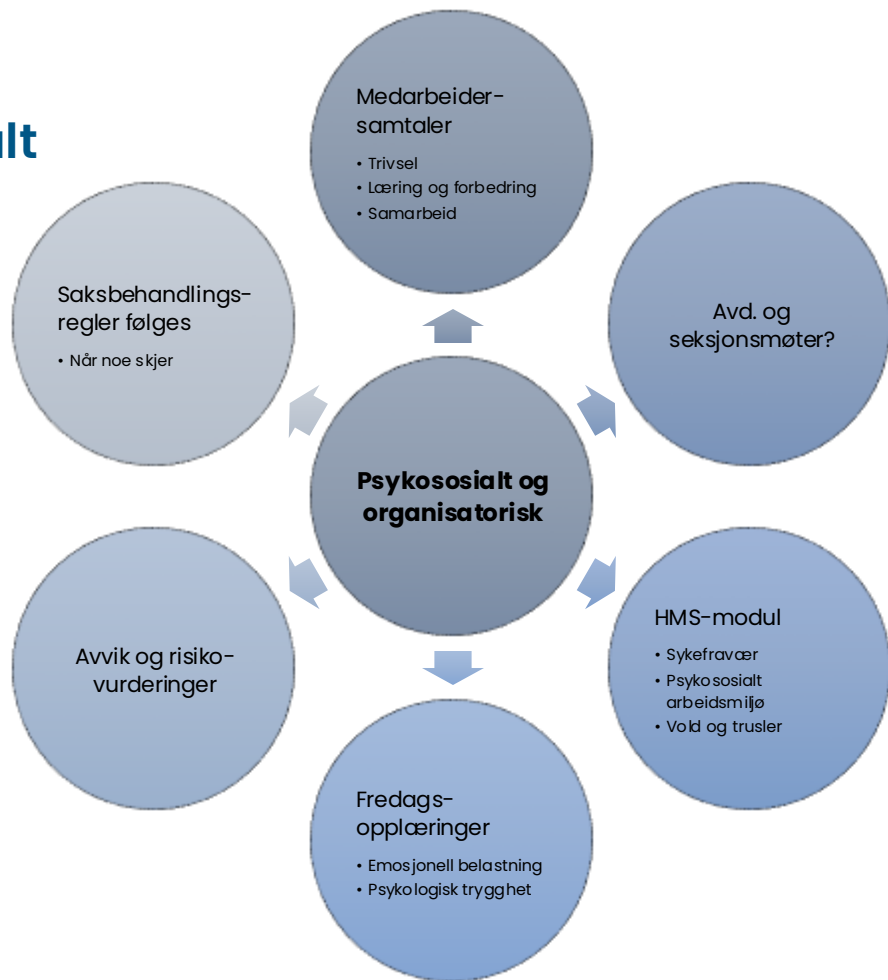 Medarbeider-
samtaler
• Trivsel
• Læring og forbedring
• Samarbeid
Avd. og
seksjonsmøter?
HMS-modul
• Sykefravær
• Psykososialt
arbeidsmiljø
• Vold og trusler
Fredags-
opplæringer
• Emosjonell belastning
• Psykologisk trygghet
Avvik og risiko-
vurderinger
Saksbehandlings-
regler følges
• Når noe skjer
Psykososialt og
organisatorisk